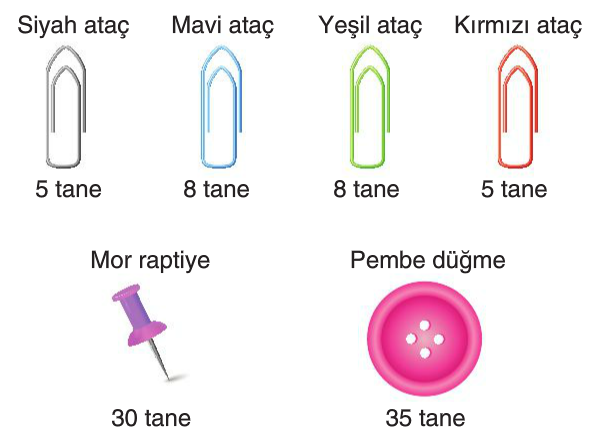 Siyah ataç Mavi ataç Yeşil ataç Kırmızı ataç
5 tane 8 tane 8 tane 5 tane
Mor raptiye Pembe düğme
30 tane 35 tane